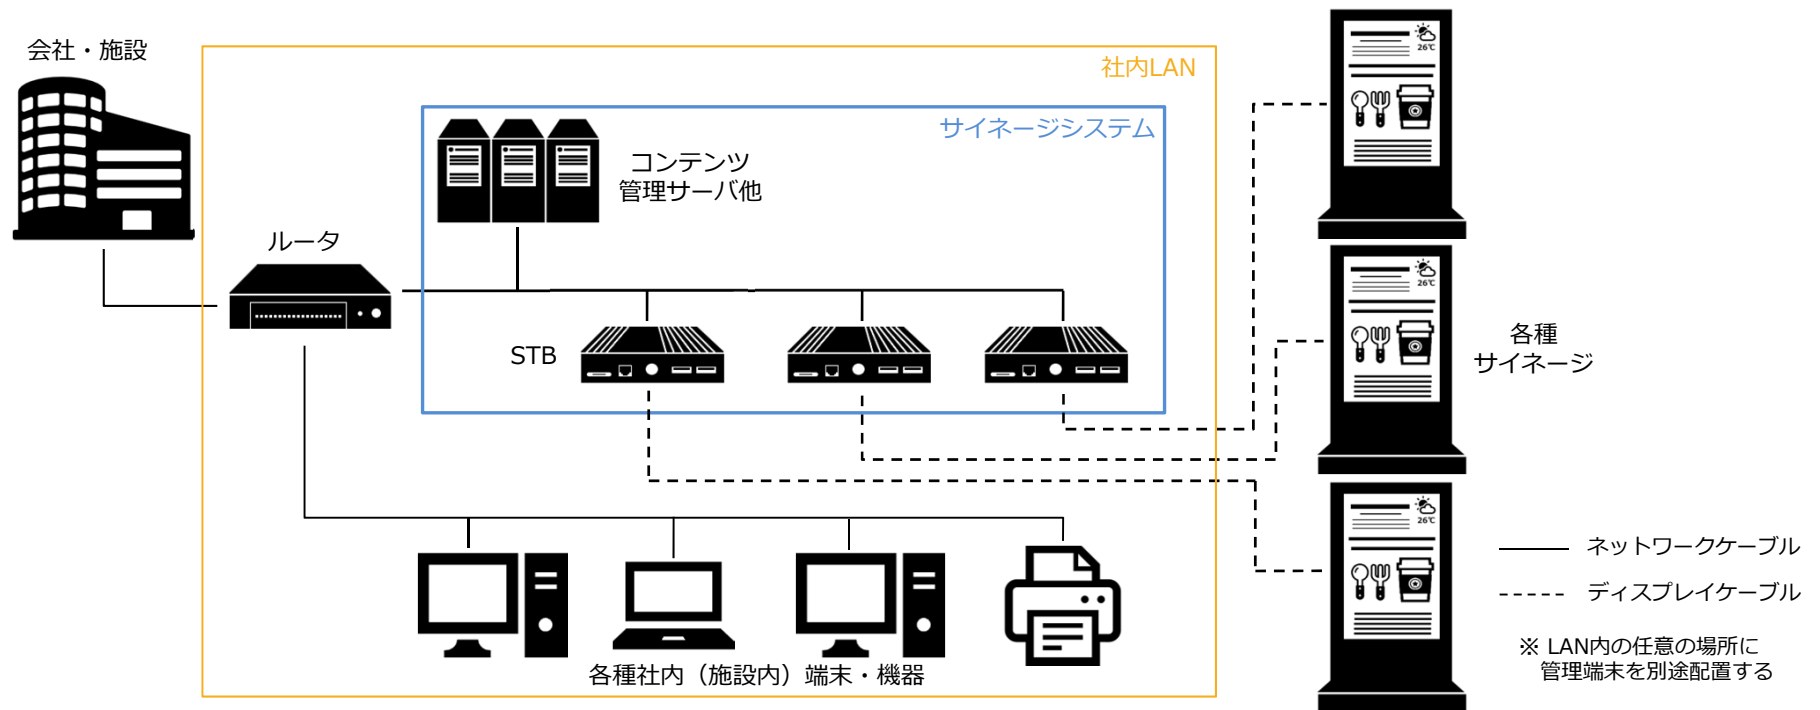 会社・施設
社内LAN
サイネージシステム
コンテンツ
管理サーバ他
ルータ
STB
各種社内（施設内）端末・機器
26℃
26℃
26℃
各種
サイネージ
ネットワークケーブル
ディスプレイケーブル
※ LAN内の任意の場所に
管理端末を別途配置する